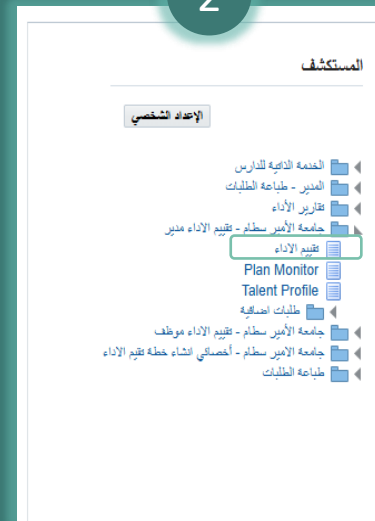 2
المستكشف
الإعداد الشخصي
الخدمة الذاتية للدارس
المدير - طباعة الطلبات
تقارير الأداء
جامعة الأمير سطام - تقييم الاداء مدير
تقييم الاداء
Plan Monitor
Talent Profile
طلبات اضافية
جامعة الأمير سطام - تقييم الاداء موظف
جامعة الامير سطام - أخصائي انشاء خطة تقيم الاداء
طباعة الطلبات